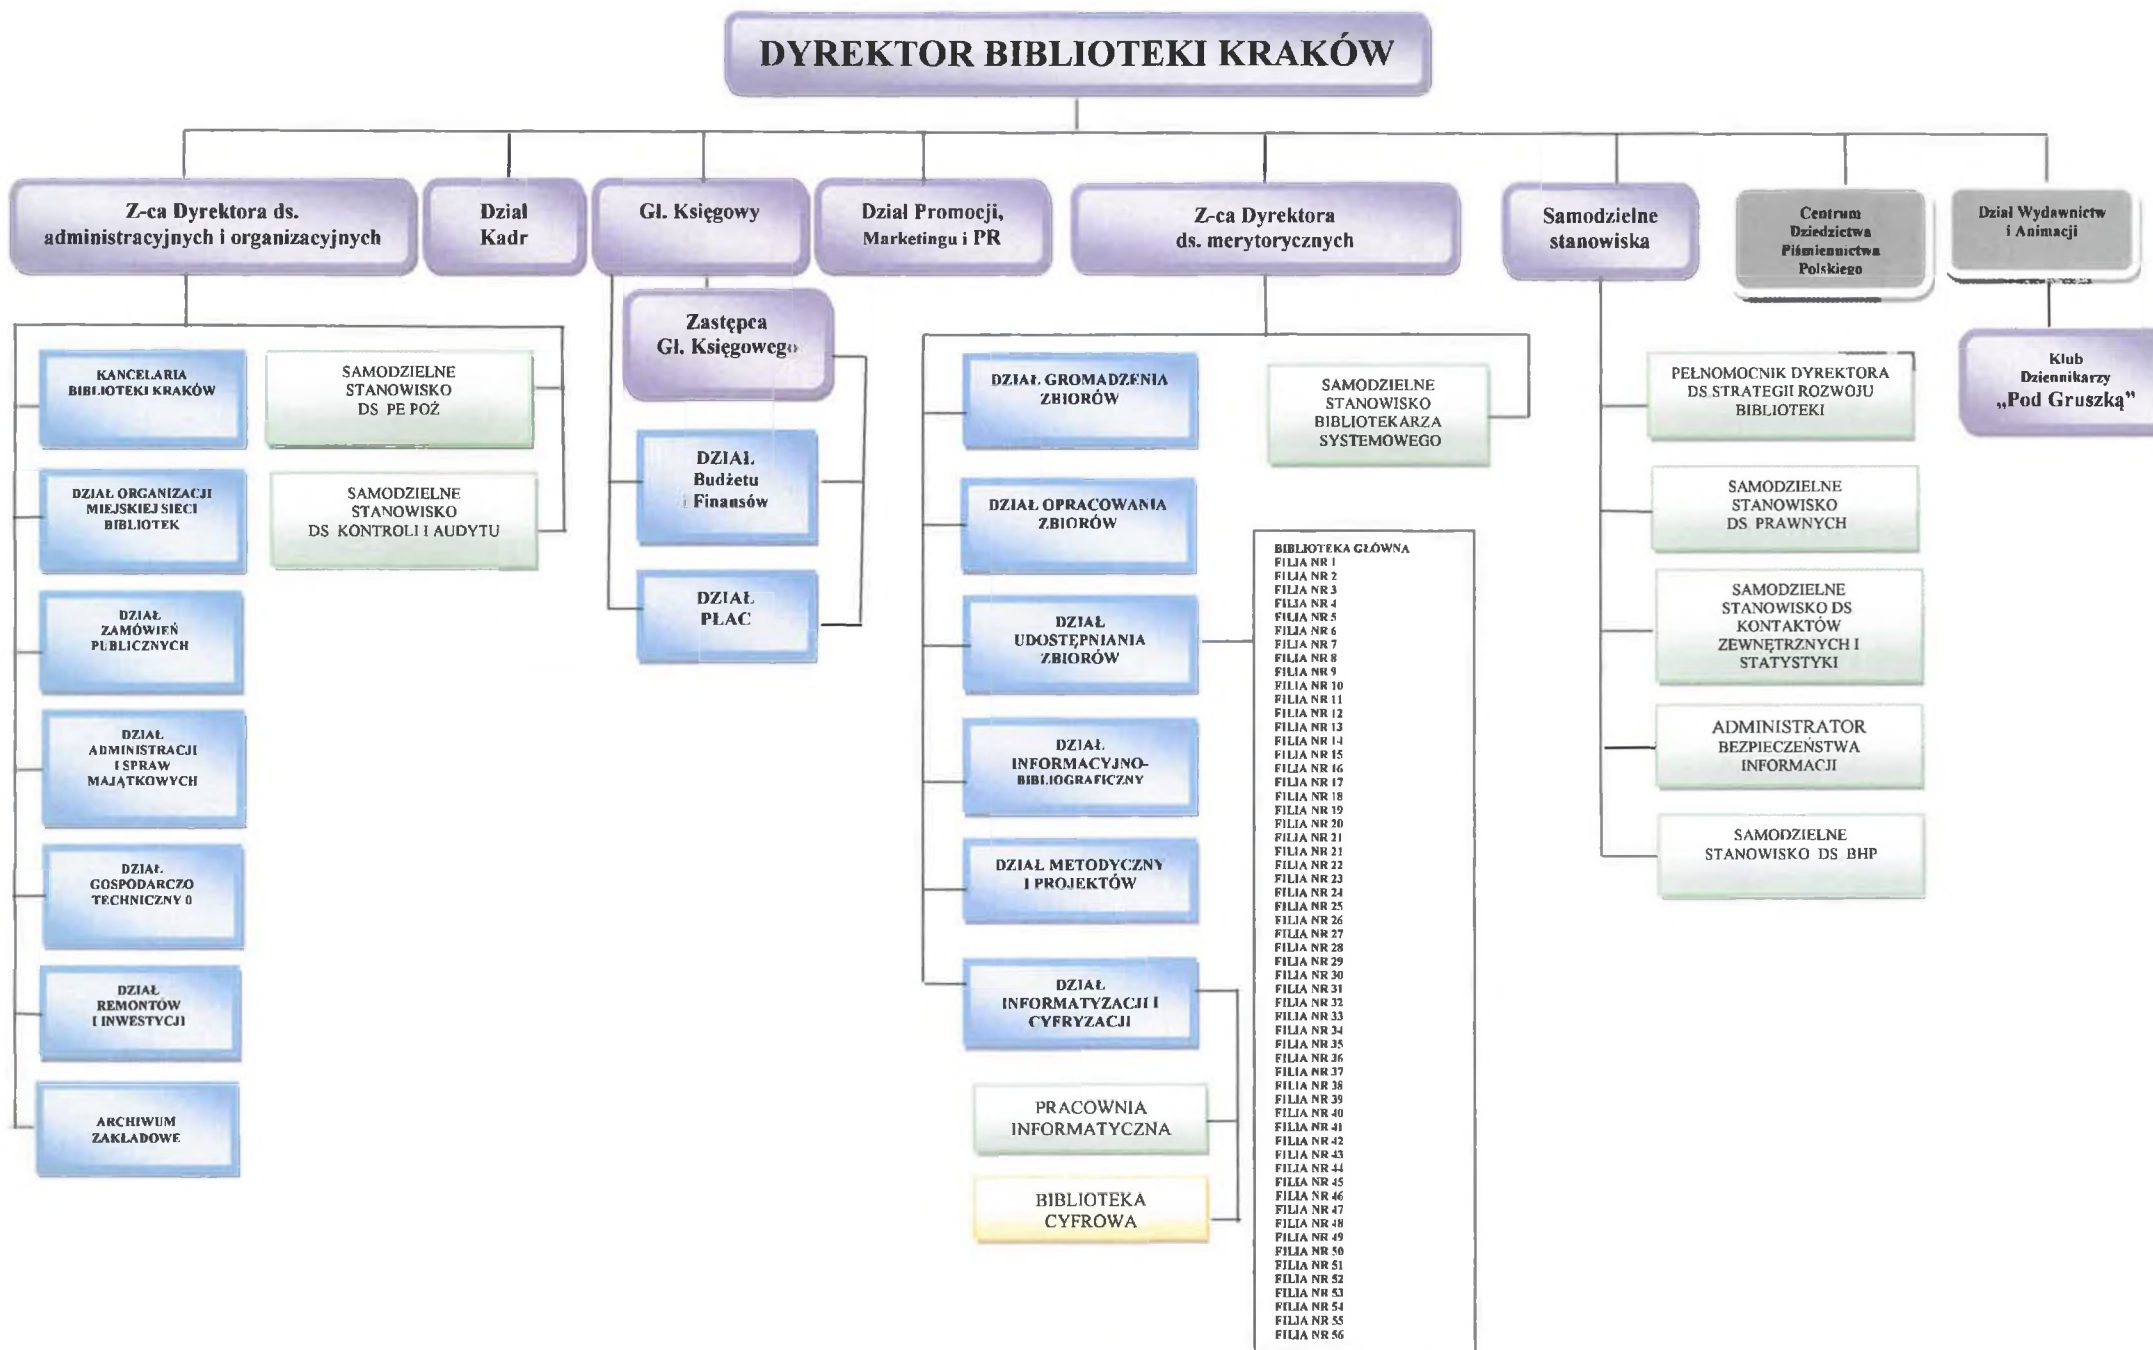 DYREKTOR BIBLIOTEKI KRAKÓW
Z-ca Dyrektora ds.
administracyjnych i organizacyjnych
Dział
Kadr
Gł. Księgowy
Dział Promocji,
Marketingu i PR
Z-ca Dyrektora
ds. merytorycznych
Samodzielne
stanowiska
Centrum
Dziedzictwa
Piśmiennictwa
Polskiego
Dział Wydawnictw
i Animacji
Zastępca
Gł. Księgowego
Klub
Dziennikarzy
„Pod Gruszką”
KANCELARIA
BIBLIOTEKI KRAKÓW
DZIAŁ ORGANIZACJI
MIEJSKIEJ SIECI
BIBLIOTEK
DZIAŁ
ZAMÓWIEŃ
PUBLICZNYCH
DZIAŁ
ADMINISTRACJI
I SPRAW
MAJĄTKOWYCH
DZIAŁ
GOSPODARCZO
TECHNICZNY 0
DZIAŁ
REMONTÓW
I INWESTYCJI
ARCHIWUM
ZAKŁADOWE
SAMODZIELNE
STANOWISKO
DS PE POŻ
SAMODZIELNE
STANOWISKO
DS KONTROLI I AUDYTU
DZIAŁ
Budżetu
i Finansów
DZIAŁ
PŁAC
DZIAŁ GROMADZENIA
ZBIORÓW
DZIAŁ OPRACOWANIA
ZBIORÓW
DZIAŁ
UDOSTĘPNIANIA
ZBIORÓW
DZIAŁ
INFORMACYJNO-
BIBLIOGRAFICZNY
DZIAŁ METODYCZNY
I PROJEKTÓW
DZIAŁ
INFORMATYZACJI I
CYFRYZACJI
PRACOWNIA
INFORMATYCZNA
BIBLIOTEKA
CYFROWA
SAMODZIELNE
STANOWISKO
BIBLIOTEKARZA
SYSTEMOWEGO
BIBLIOTEKA GŁÓWNA
FILIA NR 1
FILIA NR 2
FILIA NR 3
FILIA NR 4
FILIA NR 5
FILIA NR 6
FILIA NR 7
FILIA NR 8
FILIA NR 9
FILIA NR 10
FILIA NR 11
FILIA NR 12
FILIA NR 13
FILIA NR 14
FILIA NR 15
FILIA NR 16
FILIA NR 17
FILIA NR 18
FILIA NR 19
FILIA NR 20
FILIA NR 21
FILIA NR 21
FILIA NR 22
FILIA NR 23
FILIA NR 24
FILIA NR 25
FILIA NR 26
FILIA NR 27
FILIA NR 28
FILIA NR 29
FILIA NR 30
FILIA NR 31
FILIA NR 32
FILIA NR 33
FILIA NR 34
FILIA NR 35
FILIA NR 36
FILIA NR 37
FILIA NR 38
FILIA NR 39
FILIA NR 40
FILIA NR 41
FILIA NR 42
FILIA NR 43
FILIA NR 44
FILIA NR 45
FILIA NR 46
FILIA NR 47
FILIA NR 48
FILIA NR 49
FILIA NR 50
FILIA NR 51
FILIA NR 52
FILIA NR 53
FILIA NR 54
FILIA NR 55
FILIA NR 56
PEŁNOMOCNIK DYREKTORA
DS STRATEGII ROZWOJU
BIBLIOTEKI
SAMODZIELNE
STANOWISKO
DS PRAWNYCH
SAMODZIELNE
STANOWISKO DS
KONTAKTÓW
ZEWNĘTRZNYCH I
STATYSTYKI
ADMINISTRATOR
BEZPIECZEŃSTWA
INFORMACJI
SAMODZIELNE
STANOWISKO DS BHP